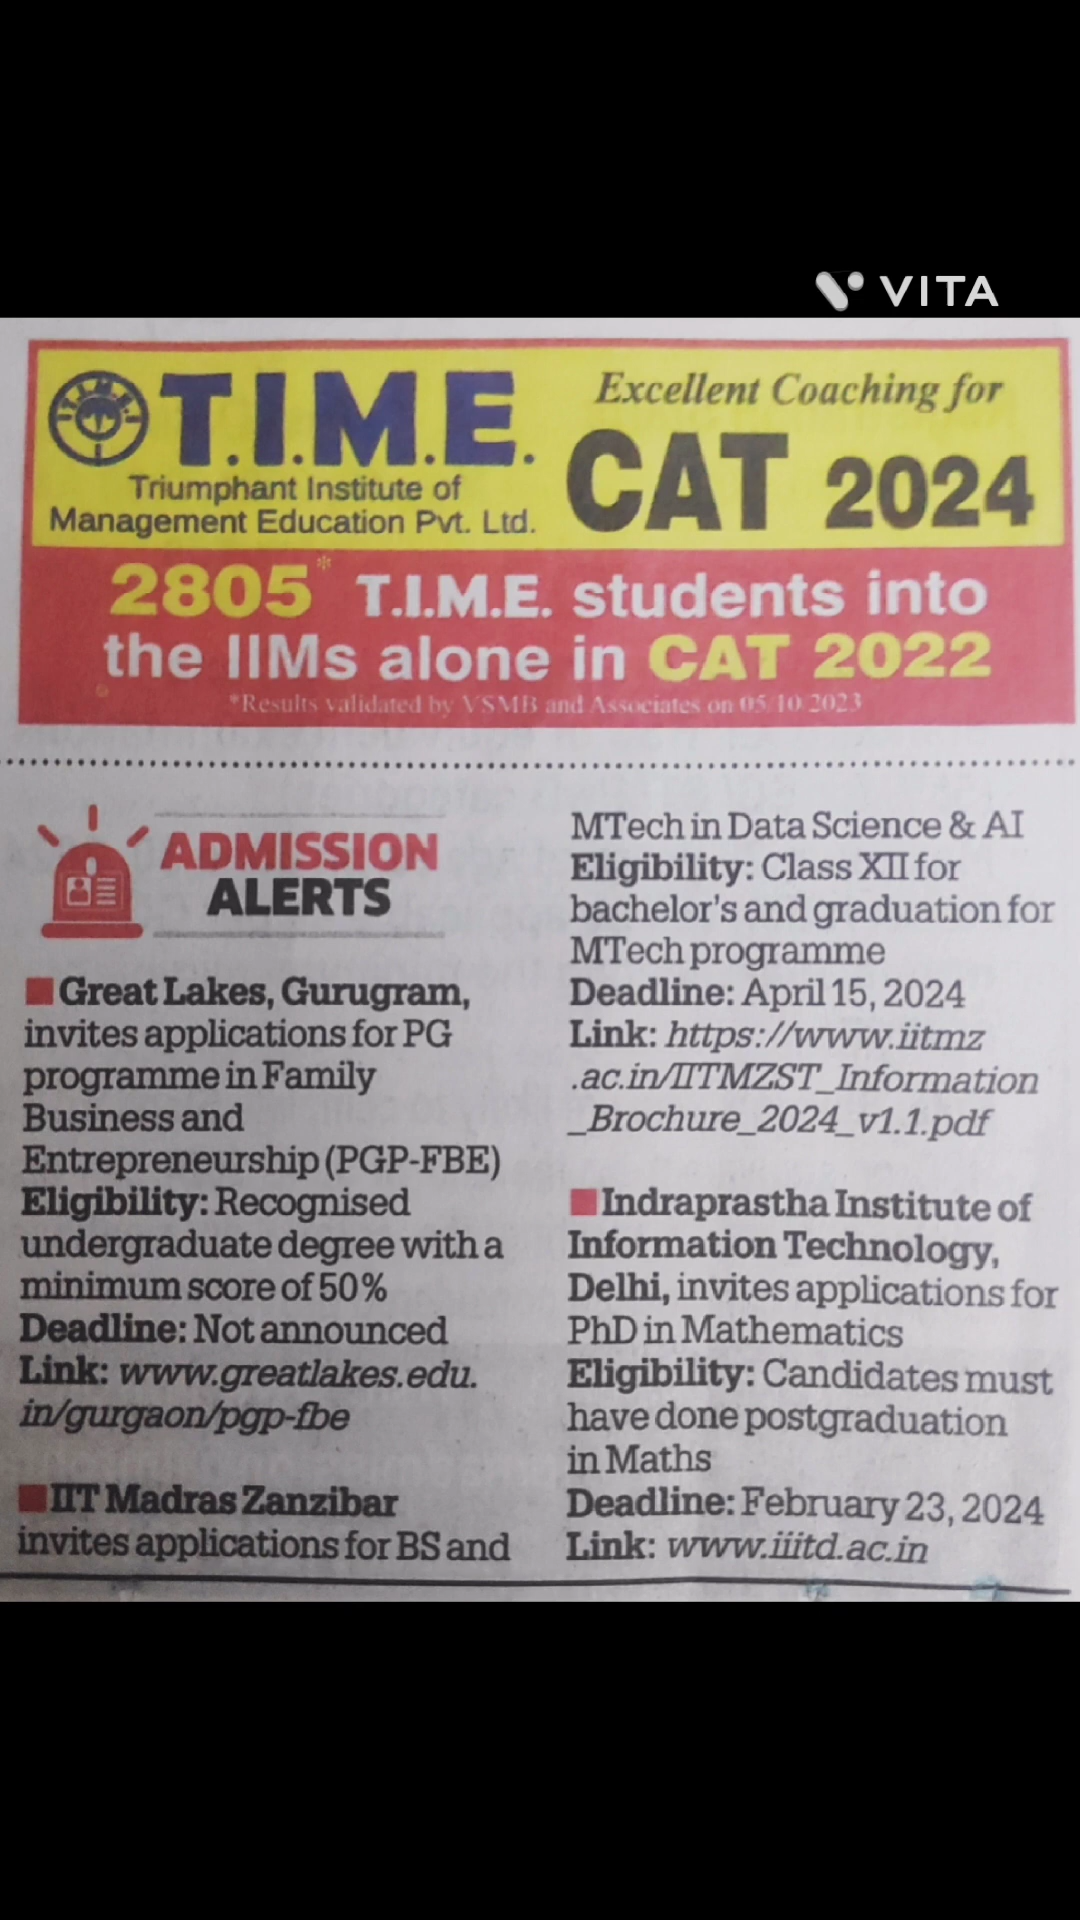 VITA
T.I.M.E.
Triumphant Institute of
Management Education Pvt. Ltd.
Excellent Coaching for
CAT 2024
2805* T.I.M.E. students into
the IIMs alone in CAT 2022
*Results validated by VSMB and Associates on 05/10/2023
ADMISSION
ALERTS
Great Lakes, Gurugram,
invites applications for PG
programme in Family
Business and
Entrepreneurship (PGP-FBE)
Eligibility: Recognised
undergraduate degree with a
minimum score of 50%
Deadline: Not announced
Link: www.greatlakes.edu.
in/gurgaon/pgp-fbe
IIT Madras Zanzibar
invites applications for BS and
MTech in Data Science & AI
Eligibility: Class XII for
bachelor's and graduation for
MTech programme
Deadline: April 15, 2024
Link: https://www.iitmz
.ac.in/IITMZST_Information
_Brochure_2024_v1.1.pdf
Indraprastha Institute of
Information Technology,
Delhi, invites applications for
PhD in Mathematics
Eligibility: Candidates must
have done postgraduation
in Maths
Deadline: February 23, 2024
Link: www.iiitd.ac.in